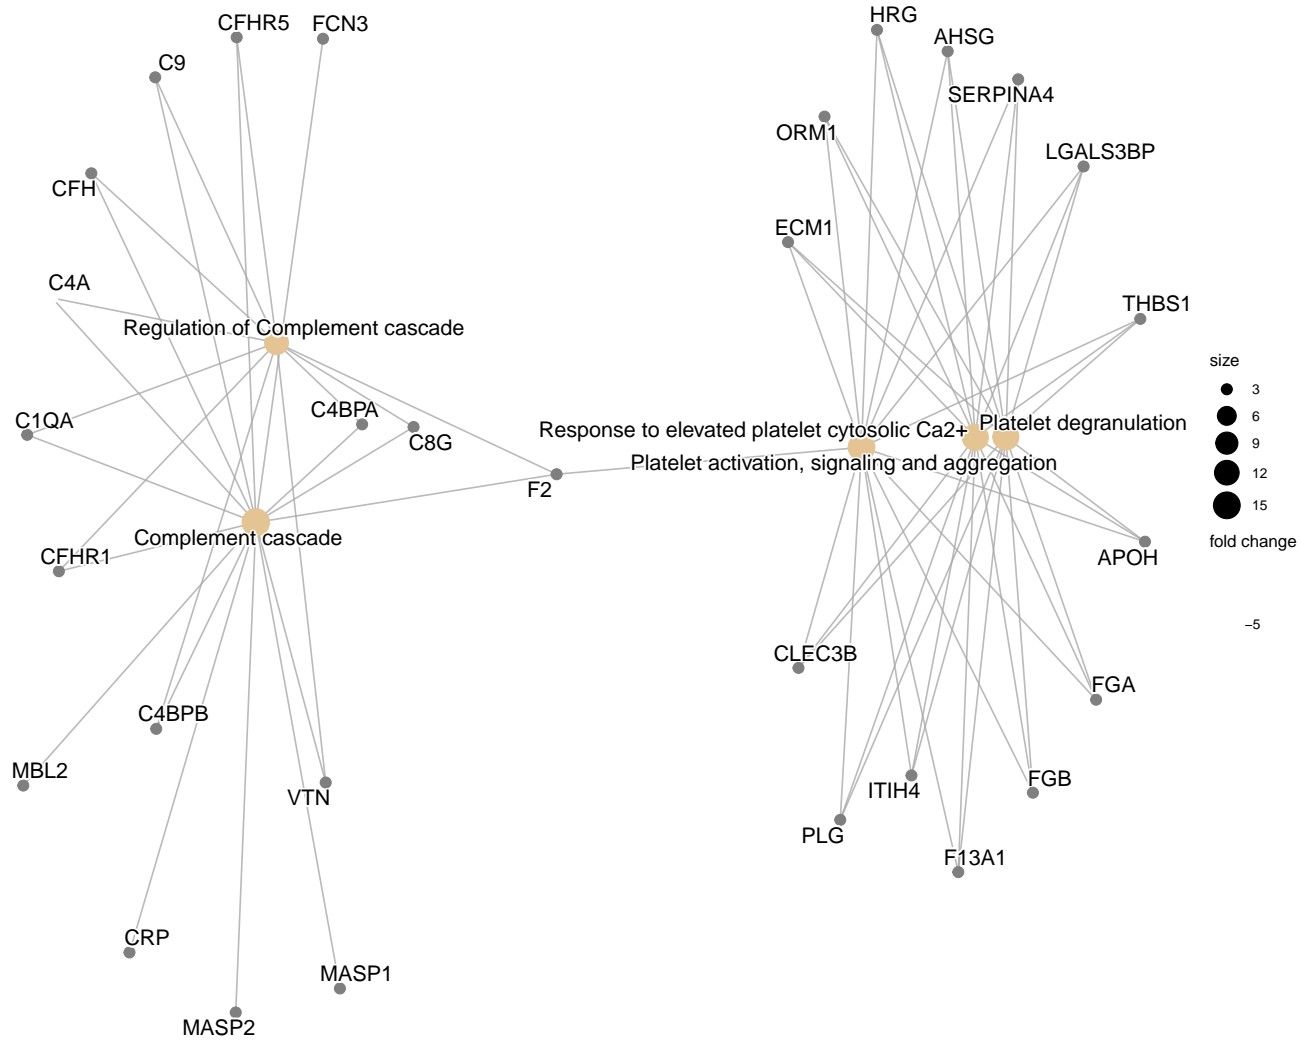 HRG
CFHR5
FCN3
AHSG
C9
SERPINA4
ORM1
LGALS3BP
CFH
ECM1
C4A
THBS1
Regulation of Complement cascade
size
3
C4BPA
6
C1QA
Platelet degranulation
Response to elevated platelet cytosolic Ca2+
C8G
9
Platelet activation, signaling and aggregation
12
F2
15
Complement cascade
fold change
CFHR1
APOH
−5
CLEC3B
FGA
C4BPB
MBL2
FGB
ITIH4
VTN
PLG
F13A1
CRP
MASP1
MASP2